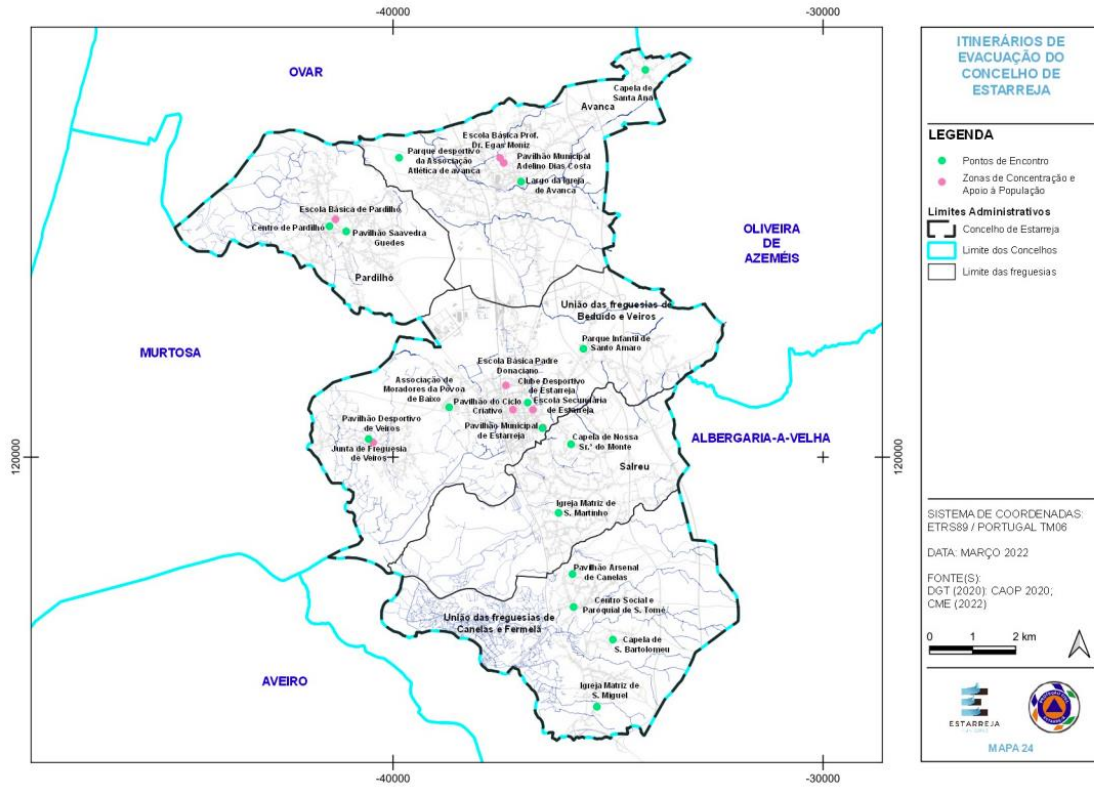 -40000
-30000
OVAR
Capela de
Santa Ana
Avanca
Escola Básica Prof.
Dr. Egan Moniz
Parque desportivo
da Associação
Atlética de avanca
Pavilhão Municipal
Adelino Dias Costa
Largo da Igreja
de Avanca
Escola Básica de Pardilhó
Centro de Pardilhó
Pavilhão Saavedra
Guedes
Pardilhó
OLIVEIRA
DE
AZEMÉIS
União das freguesias de
Beduído e Veiros
Parque Infantil de
Santo Amaro
MURTOSA
Escola Básica Padre
Donaciano
Clube Desportivo
de Estarreja
Associação de
Moradores da Póvoa
de Baixo
Pavilhão do Ciclo
Criativo
Escola Secundária
de Estarreja
Pavilhão Municipal
de Estarreja
Pavilhão Desportivo
de Veiros
Junta de Freguesia
de Veiros
Capela de Nossa
Sr.ª do Monte
ALBERGARIA-A-VELHA
Salreu
120000
120000
Igreja Matriz de
S. Martinho
Pavilhão Arsenal
de Canelas
Centro Social e
Paroquial de S. Tomé
União das freguesias de
Canelas e Fermelã
Capela de
S. Bartolomeu
AVEIRO
Igreja Matriz de
S. Miguel
-40000
-30000
ITINERÁRIOS DE
EVACUAÇÃO DO
CONCELHO DE
ESTARREJA
LEGENDA
Pontos de Encontro
Zonas de Concentração e
Apoio à População
Limites Administrativos
Concelho de Estarreja
Limite dos Concelhos
Limite das freguesias
SISTEMA DE COORDENADAS:
ETRS89 / PORTUGAL TM06
DATA: MARÇO 2022
FONTE(S):
DGT (2020): CAOP 2020;
CME (2022)
0 1 2 km
ESTARREJA
MAPA 24